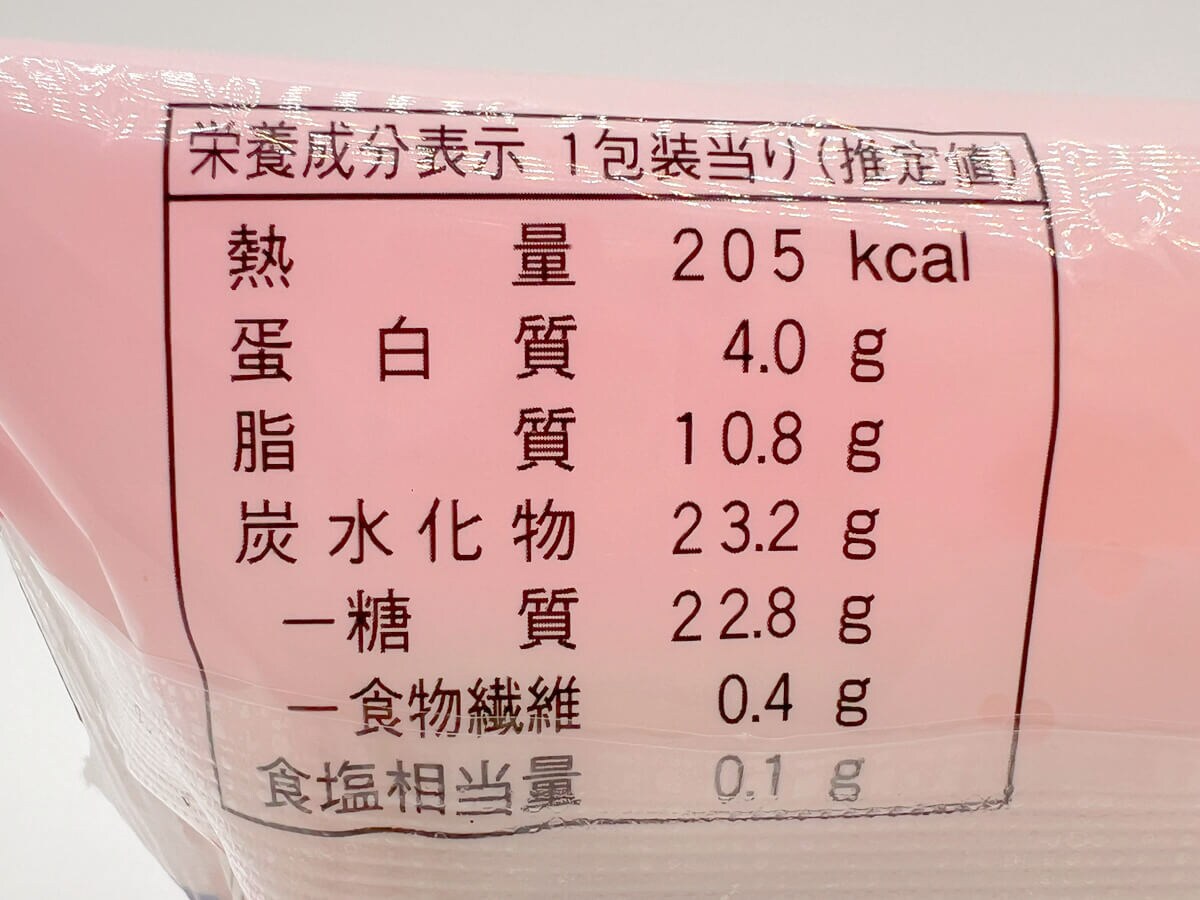 栄養成分表示 1包装当り(推定値)
熱量 205 kcal
蛋白質 4.0 g
脂質 10.8 g
炭水化物 23.2 g
－糖質 22.8 g
－食物繊維 0.4 g
食塩相当量 0.1 g